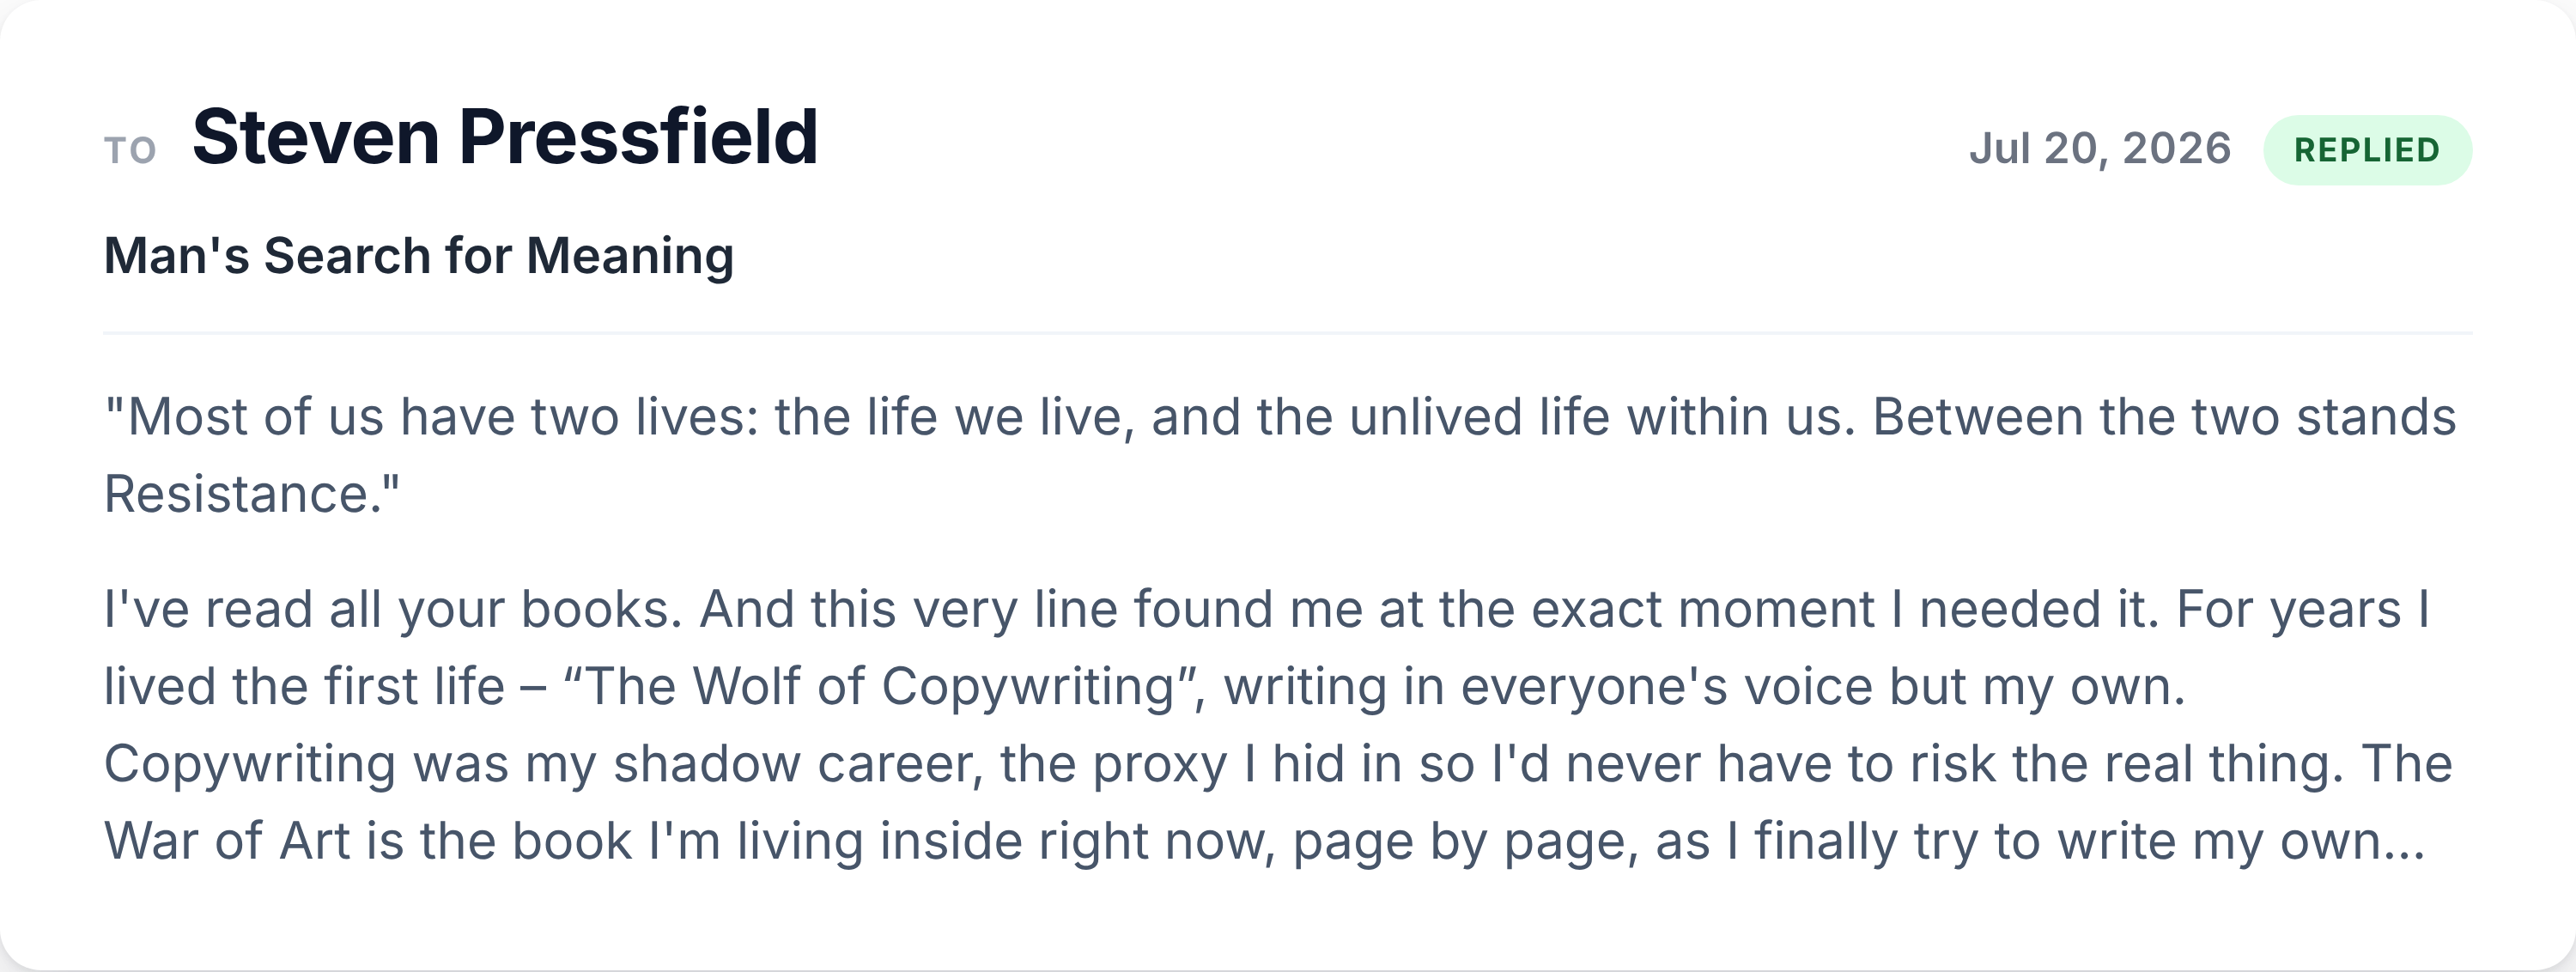 TO Steven Pressfield Jul 20, 2026 REPLIED
Man's Search for Meaning
"Most of us have two lives: the life we live, and the unlived life within us. Between the two stands
Resistance."
I've read all your books. And this very line found me at the exact moment I needed it. For years I
lived the first life – “The Wolf of Copywriting”, writing in everyone's voice but my own.
Copywriting was my shadow career, the proxy I hid in so I'd never have to risk the real thing. The
War of Art is the book I'm living inside right now, page by page, as I finally try to write my own...